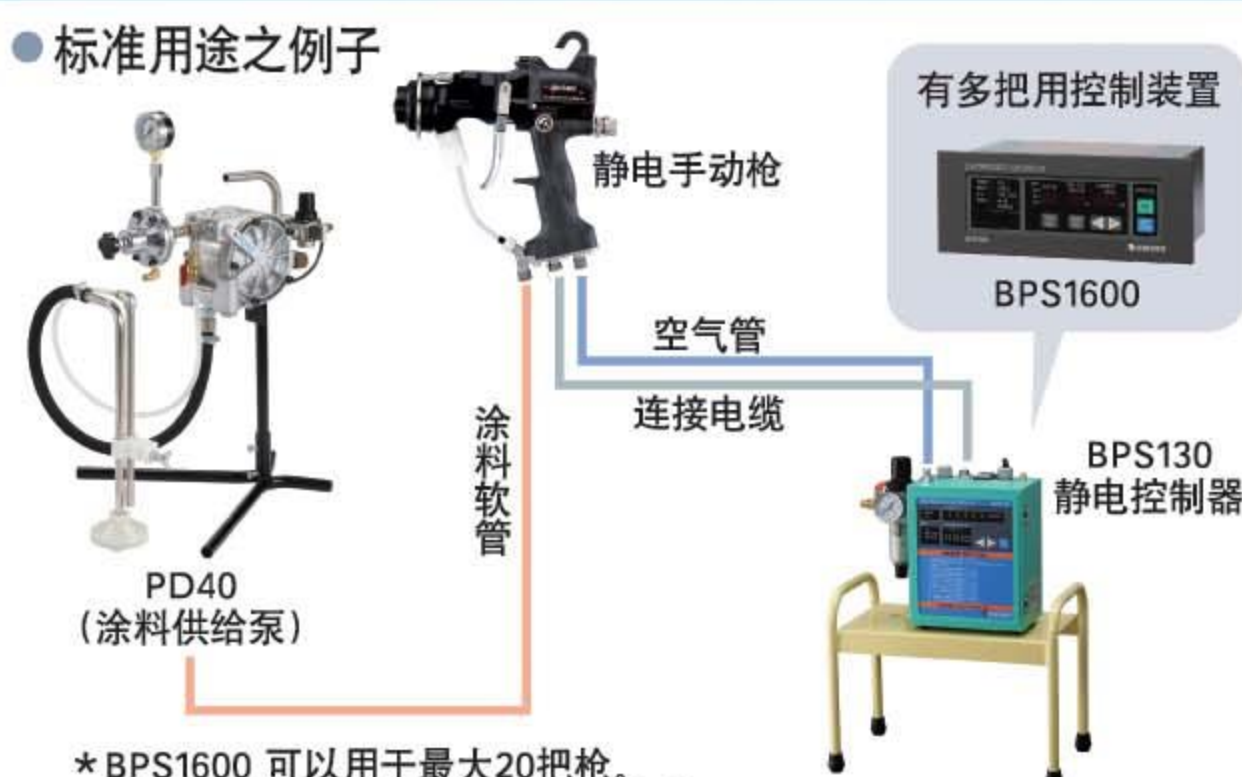 标准用途之例子
有多把用控制装置
静电手动枪
BPS1600
空气管
连接电缆
涂料软管
BPS130
静电控制器
PD40
（涂料供给泵）
*BPS1600 可以用于最大20把枪。